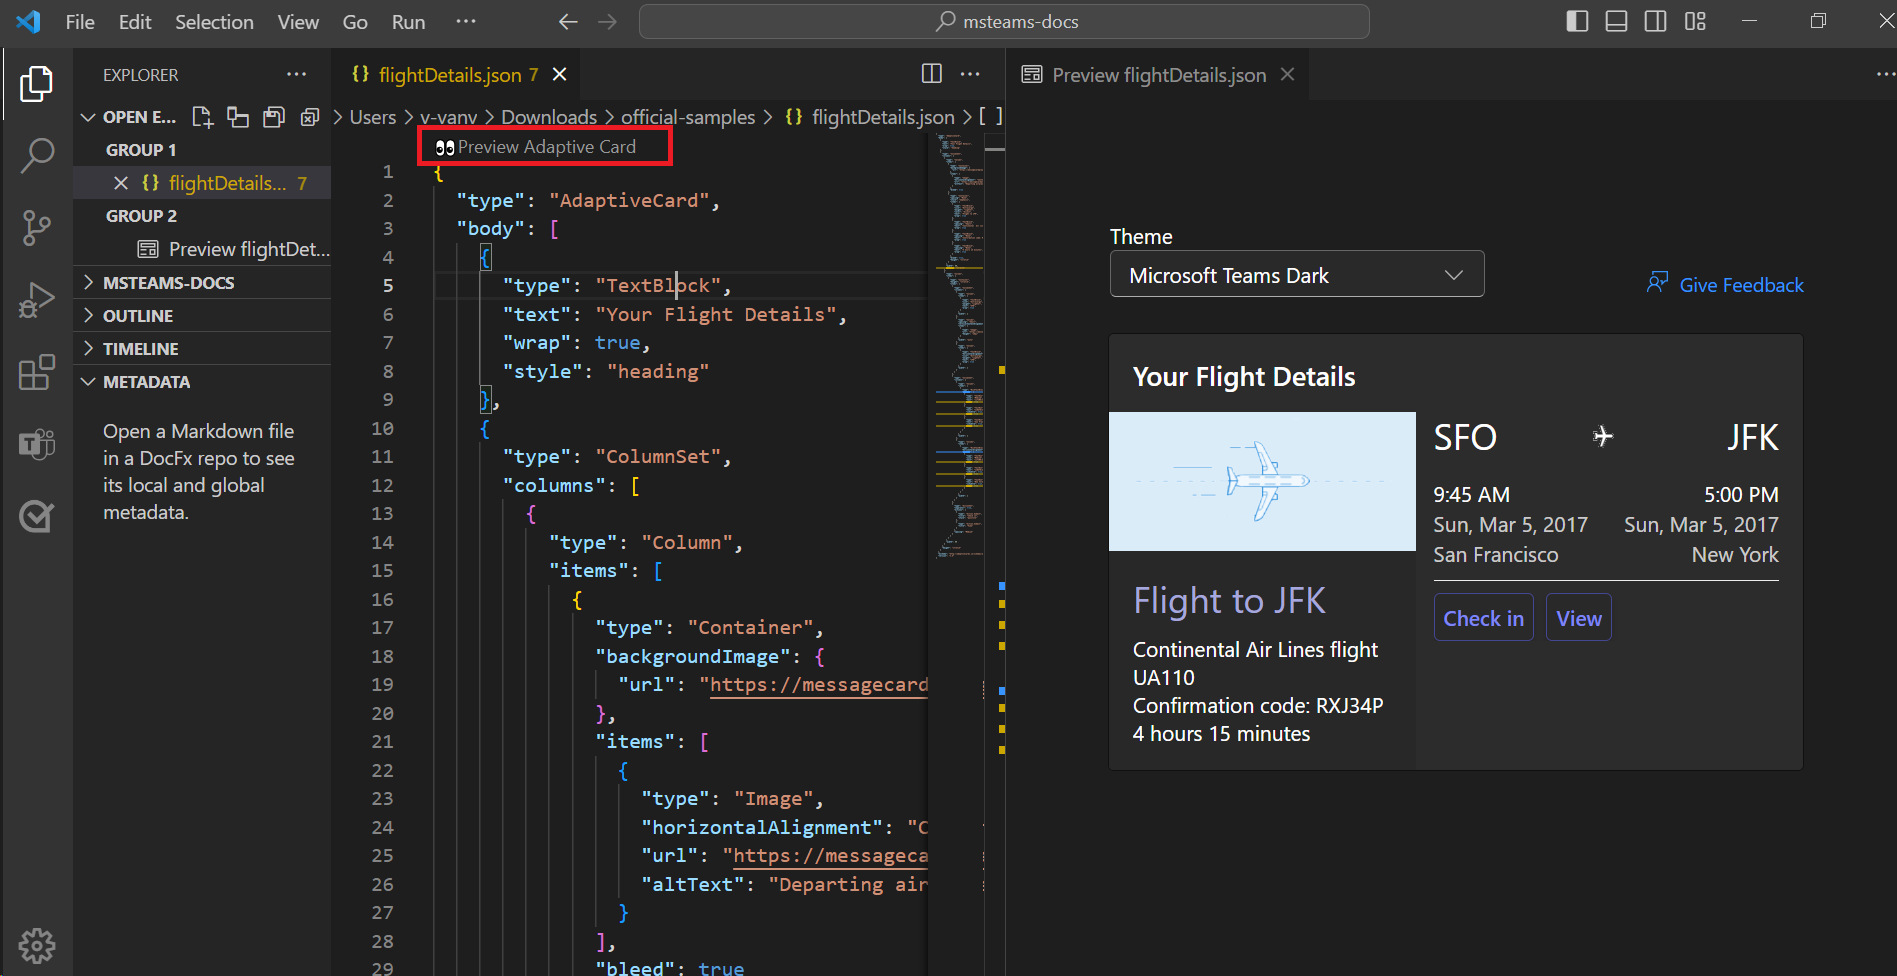 File Edit Selection View Go Run ···
msteams-docs
EXPLORER
OPEN E...
GROUP 1
{} flightDetails... 7
GROUP 2
Preview flightDet...
MSTEAMS-DOCS
OUTLINE
TIMELINE
METADATA
Open a Markdown file
in a DocFx repo to see
its local and global
metadata.
{} flightDetails.json 7
> Users > v-vanv > Downloads > official-samples > {} flightDetails.json > [ ]
Preview Adaptive Card
1 {
2 "type": "AdaptiveCard",
3 "body": [
4 {
5 "type": "TextBlock",
6 "text": "Your Flight Details",
7 "wrap": true,
8 "style": "heading"
9 },
10 {
11 "type": "ColumnSet",
12 "columns": [
13 {
14 "type": "Column",
15 "items": [
16 {
17 "type": "Container",
18 "backgroundImage": {
19 "url": "https://messagecard
20 },
21 "items": [
22 {
23 "type": "Image",
24 "horizontalAlignment": "C
25 "url": "https://messageca
26 "altText": "Departing air
27 }
28 ],
29 "bleed": true
Preview flightDetails.json
Theme
Microsoft Teams Dark
Give Feedback
Your Flight Details
SFO JFK
9:45 AM 5:00 PM
Sun, Mar 5, 2017 Sun, Mar 5, 2017
San Francisco New York
Check in View
Flight to JFK
Continental Air Lines flight
UA110
Confirmation code: RXJ34P
4 hours 15 minutes